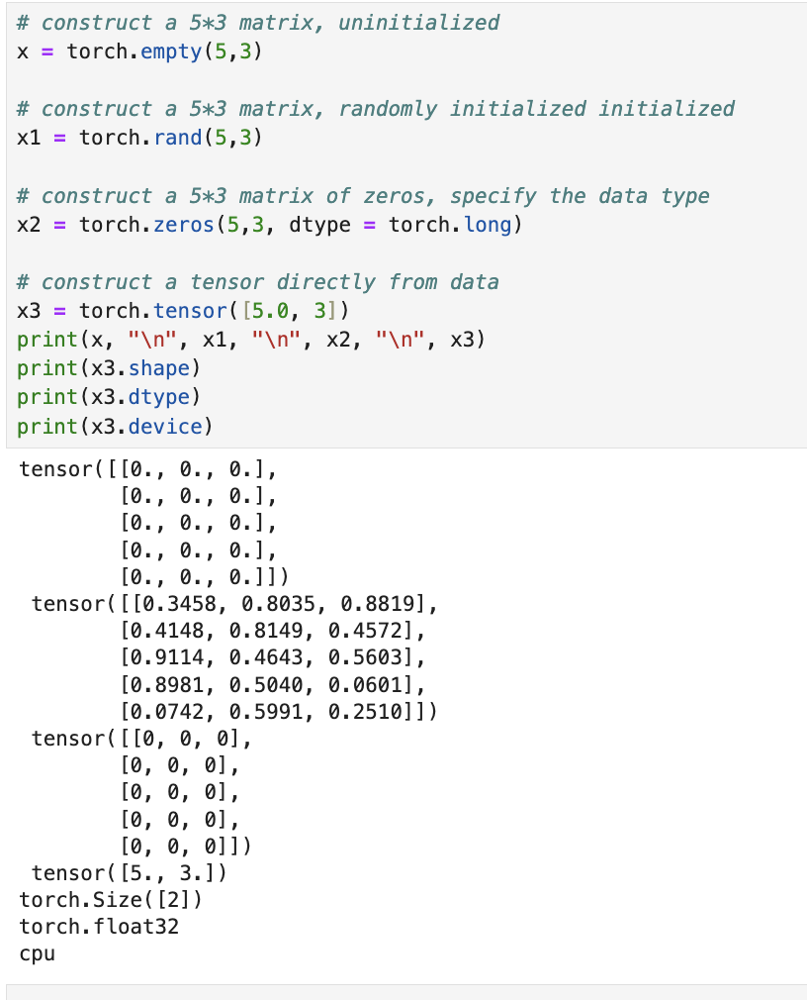 # construct a 5*3 matrix, uninitialized
x = torch.empty(5,3)
# construct a 5*3 matrix, randomly initialized initialized
x1 = torch.rand(5,3)
# construct a 5*3 matrix of zeros, specify the data type
x2 = torch.zeros(5,3, dtype = torch.long)
# construct a tensor directly from data
x3 = torch.tensor([5.0, 3])
print(x, "\n", x1, "\n", x2, "\n", x3)
print(x3.shape)
print(x3.dtype)
print(x3.device)
tensor([[0., 0., 0.],
        [0., 0., 0.],
        [0., 0., 0.],
        [0., 0., 0.],
        [0., 0., 0.]])
 tensor([[0.3458, 0.8035, 0.8819],
        [0.4148, 0.8149, 0.4572],
        [0.9114, 0.4643, 0.5603],
        [0.8981, 0.5040, 0.0601],
        [0.0742, 0.5991, 0.2510]])
 tensor([[0, 0, 0],
        [0, 0, 0],
        [0, 0, 0],
        [0, 0, 0],
        [0, 0, 0]])
 tensor([5., 3.])
torch.Size([2])
torch.float32
cpu